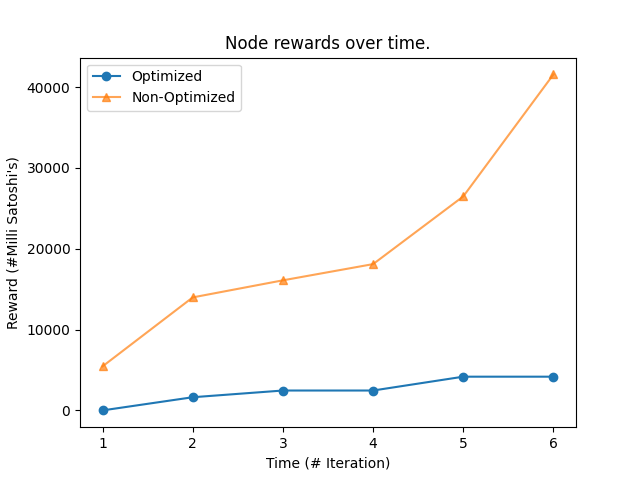 Node rewards over time.
Optimized
Non-Optimized
Reward (#Milli Satoshi's)
40000
30000
20000
10000
0
1 2 3 4 5 6
Time (# Iteration)